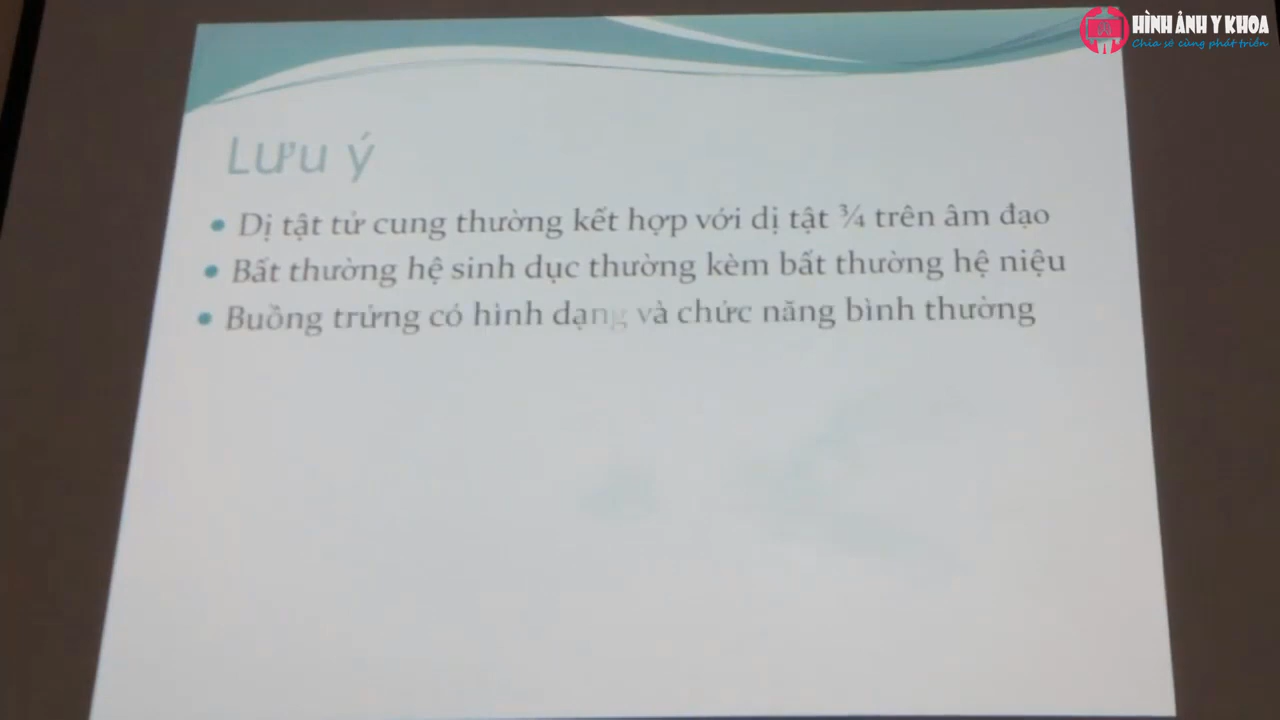 HÌNH ẢNH Y KHOA
Chia sẻ cùng phát triển
Lưu ý
Dị tật tử cung thường kết hợp với dị tật ¾ trên âm đạo
Bất thường hệ sinh dục thường kèm bất thường hệ niệu
Buồng trứng có hình dạng và chức năng bình thường